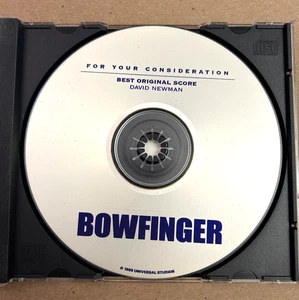 FOR YOUR CONSIDERATION
BEST ORIGINAL SCORE
DAVID NEWMAN
BOWFINGER
© 1999 UNIVERSAL STUDIOS